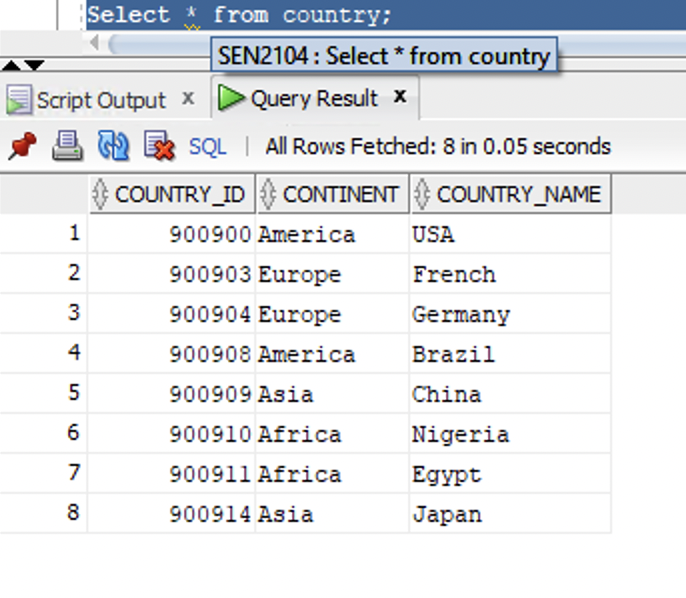 Select * from country;
SEN2104 : Select * from country
Script Output x Query Result x
SQL | All Rows Fetched: 8 in 0.05 seconds
COUNTRY_ID CONTINENT COUNTRY_NAME
1 900900 America USA
2 900903 Europe French
3 900904 Europe Germany
4 900908 America Brazil
5 900909 Asia China
6 900910 Africa Nigeria
7 900911 Africa Egypt
8 900914 Asia Japan